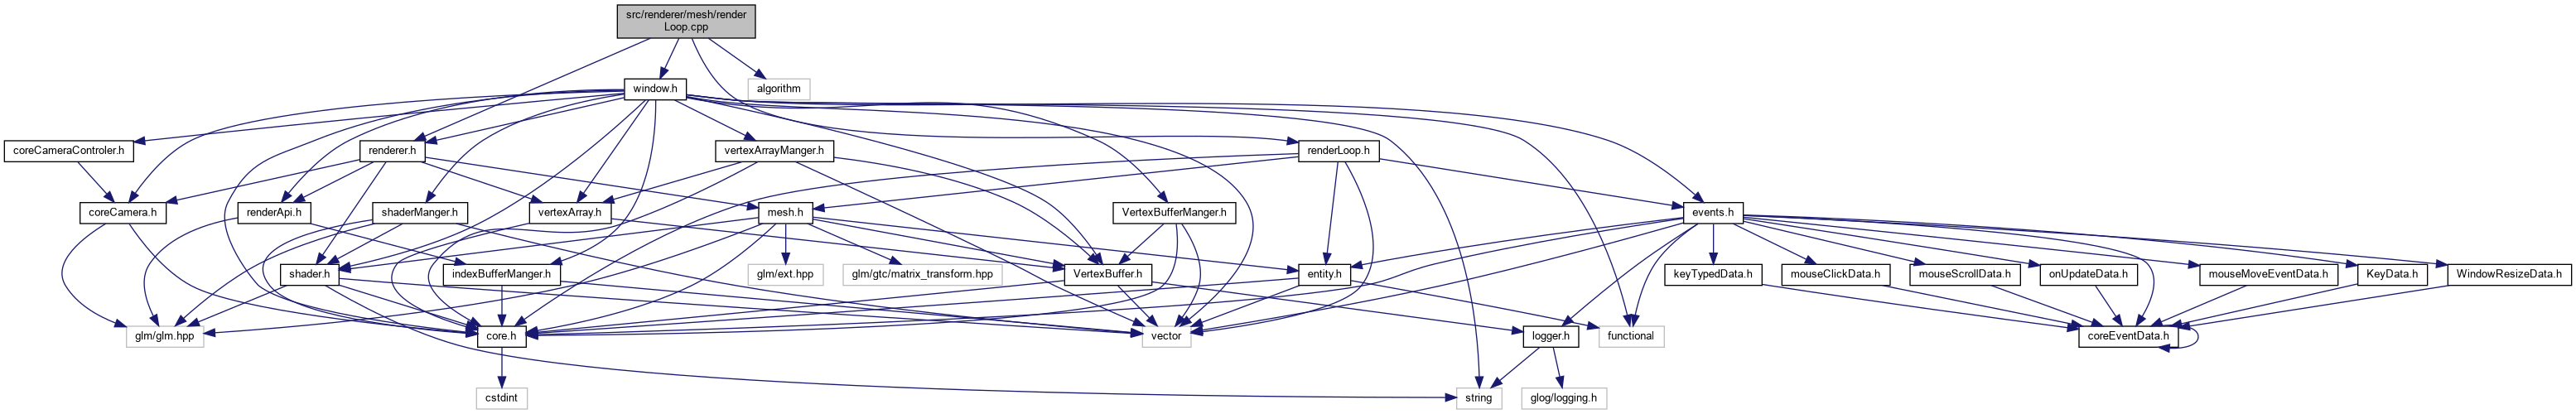 src/renderer/mesh/render
Loop.cpp
window.h
algorithm
coreCameraControler.h
renderer.h
vertexArrayManger.h
renderLoop.h
coreCamera.h
renderApi.h
shaderManger.h
vertexArray.h
mesh.h
VertexBufferManger.h
events.h
shader.h
indexBufferManger.h
glm/ext.hpp
glm/gtc/matrix_transform.hpp
VertexBuffer.h
entity.h
keyTypedData.h
mouseClickData.h
mouseScrollData.h
onUpdateData.h
mouseMoveEventData.h
KeyData.h
WindowResizeData.h
glm/glm.hpp
core.h
vector
logger.h
functional
coreEventData.h
cstdint
string
glog/logging.h